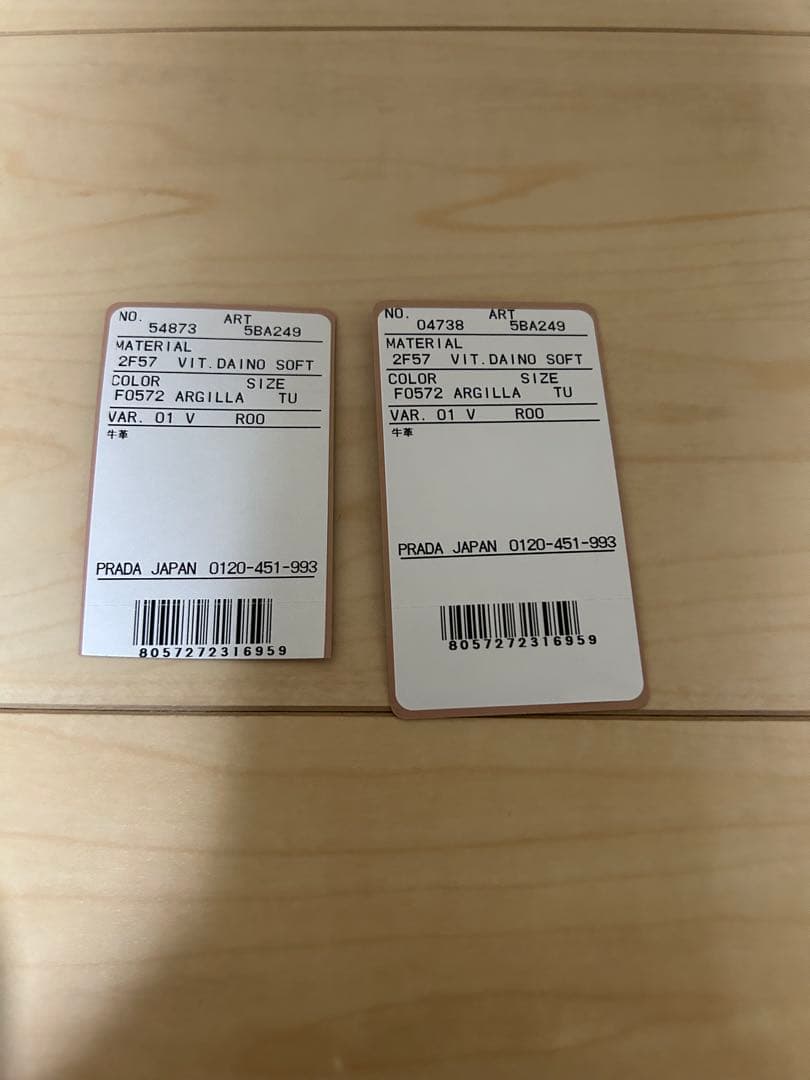 NO. ART
54873 5BA249
MATERIAL
2F57 VIT.DAINO SOFT
COLOR SIZE
F0572 ARGILLA TU
VAR. 01 V R00
牛革
PRADA JAPAN 0120-451-993
8057272316959
NO. ART
04738 5BA249
MATERIAL
2F57 VIT.DAINO SOFT
COLOR SIZE
F0572 ARGILLA TU
VAR. 01 V R00
牛革
PRADA JAPAN 0120-451-993
8057272316959